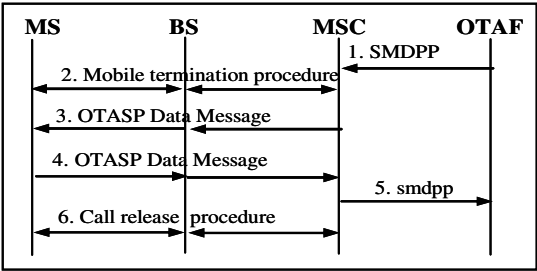 MS BS MSC OTAF
1. SMDPP
2. Mobile termination procedure
3. OTASP Data Message
4. OTASP Data Message
5. smdpp
6. Call release procedure